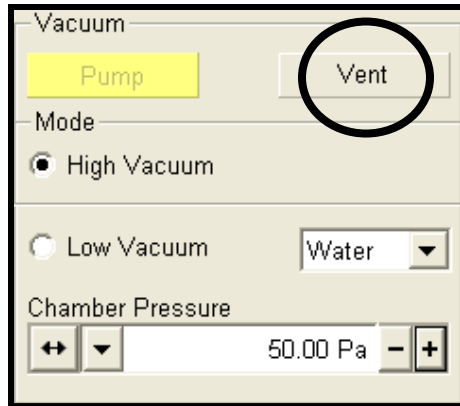 Vacuum
Pump Vent
Mode
High Vacuum
Low Vacuum Water
Chamber Pressure
50.00 Pa - +